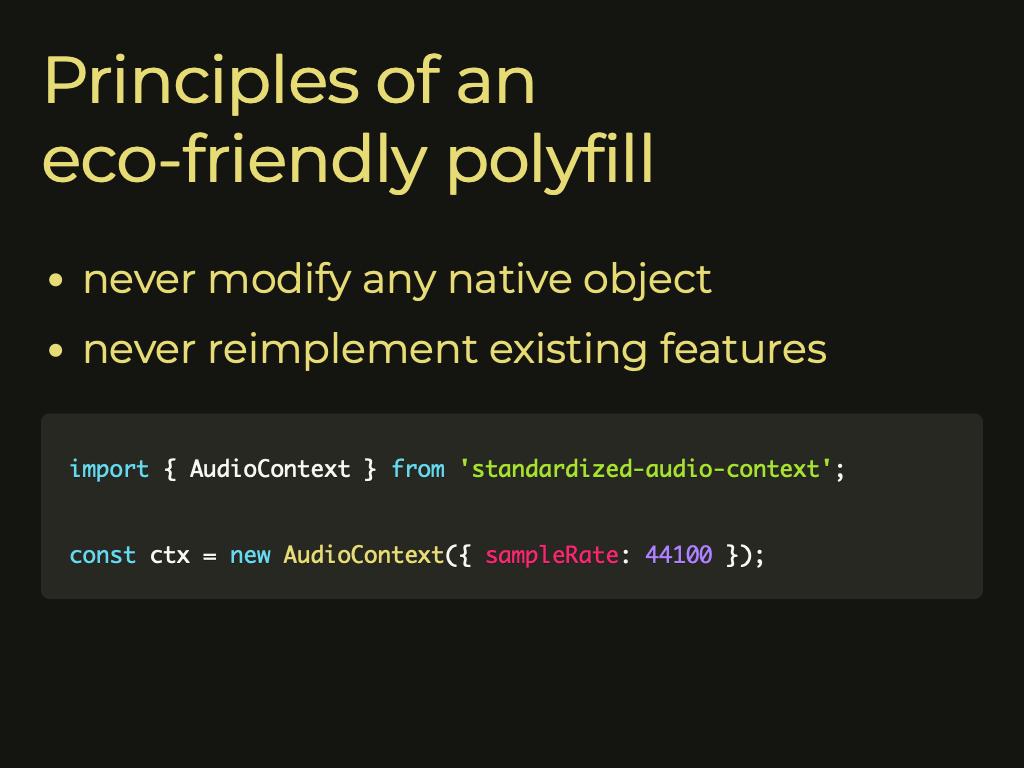 Principles of an
eco-friendly polyfill
• never modify any native object
• never reimplement existing features
import { AudioContext } from 'standardized-audio-context';
const ctx = new AudioContext({ sampleRate: 44100 });